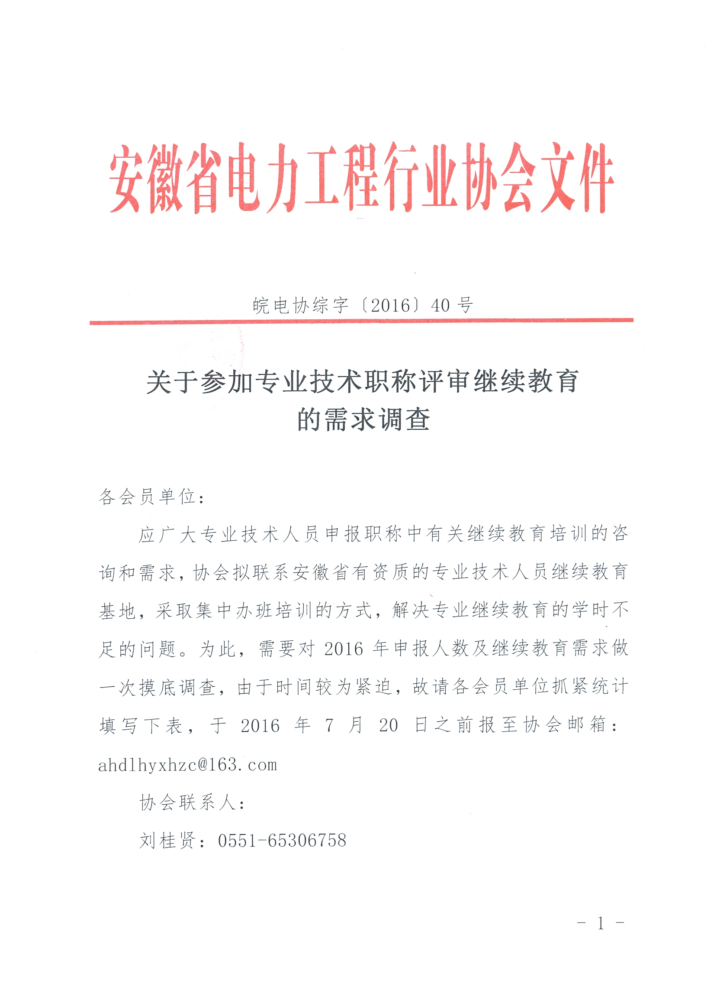 安徽省电力工程行业协会文件
皖电协综字〔2016〕40 号
关于参加专业技术职称评审继续教育
的需求调查
各会员单位：
应广大专业技术人员申报职称中有关继续教育培训的咨
询和需求，协会拟联系安徽省有资质的专业技术人员继续教育
基地，采取集中办班培训的方式，解决专业继续教育的学时不
足的问题。为此，需要对 2016 年申报人数及继续教育需求做
一次摸底调查，由于时间较为紧迫，故请各会员单位抓紧统计
填写下表，于 2016 年 7 月 20 日之前报至协会邮箱：
ahdlhyxhzc@163.com
协会联系人：
刘桂贤：0551-65306758
- 1 -